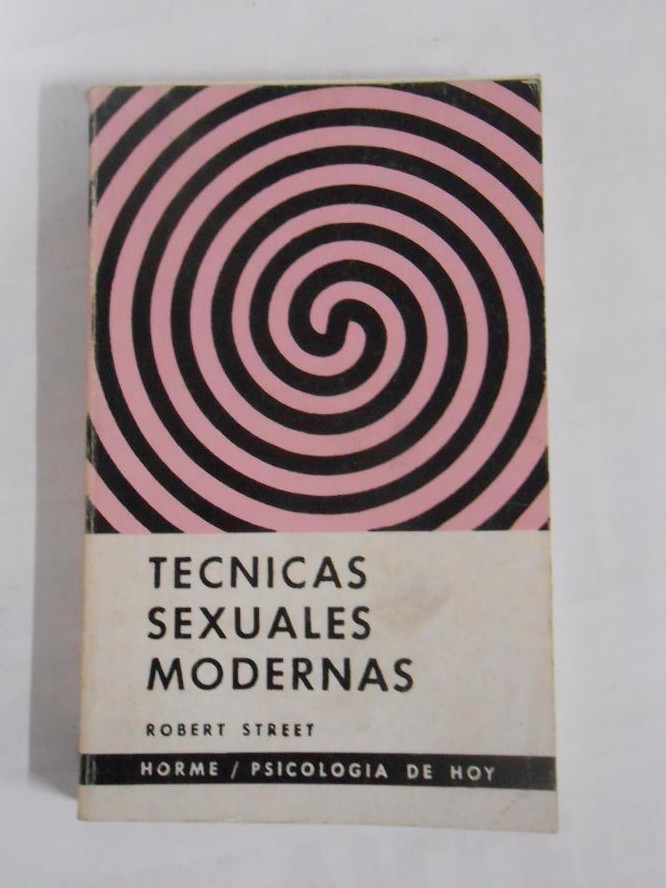 TECNICAS
SEXUALES
MODERNAS
ROBERT STREET
HORME / PSICOLOGIA DE HOY